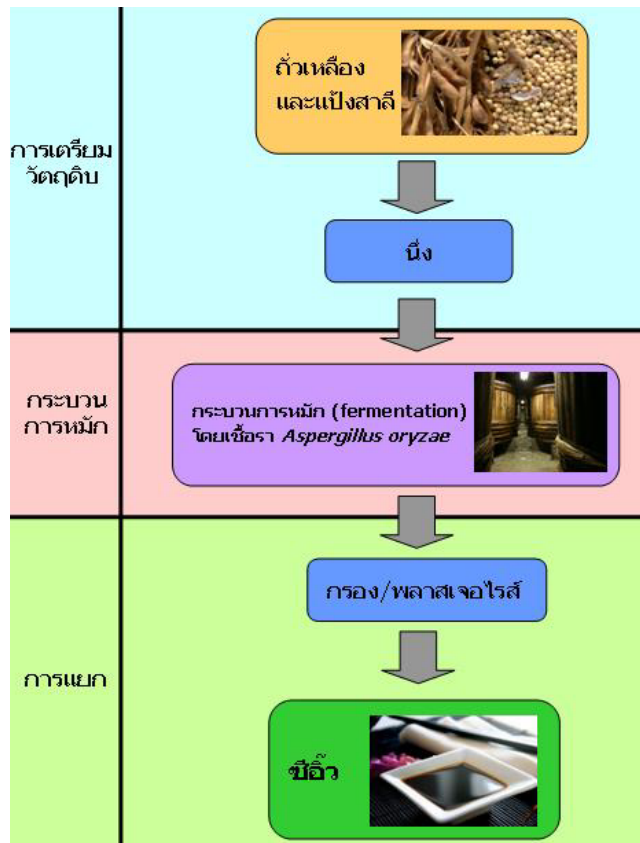 ถั่วเหลือง
และแป้งสาลี
การเตรียม
วัตถุดิบ
นึ่ง
กระบวน
การหมัก
กระบวนการหมัก (fermentation)
โดยเชื้อรา Aspergillus oryzae
กรอง/พลาสเจอไรส์
การแยก
ซีอิ๊ว